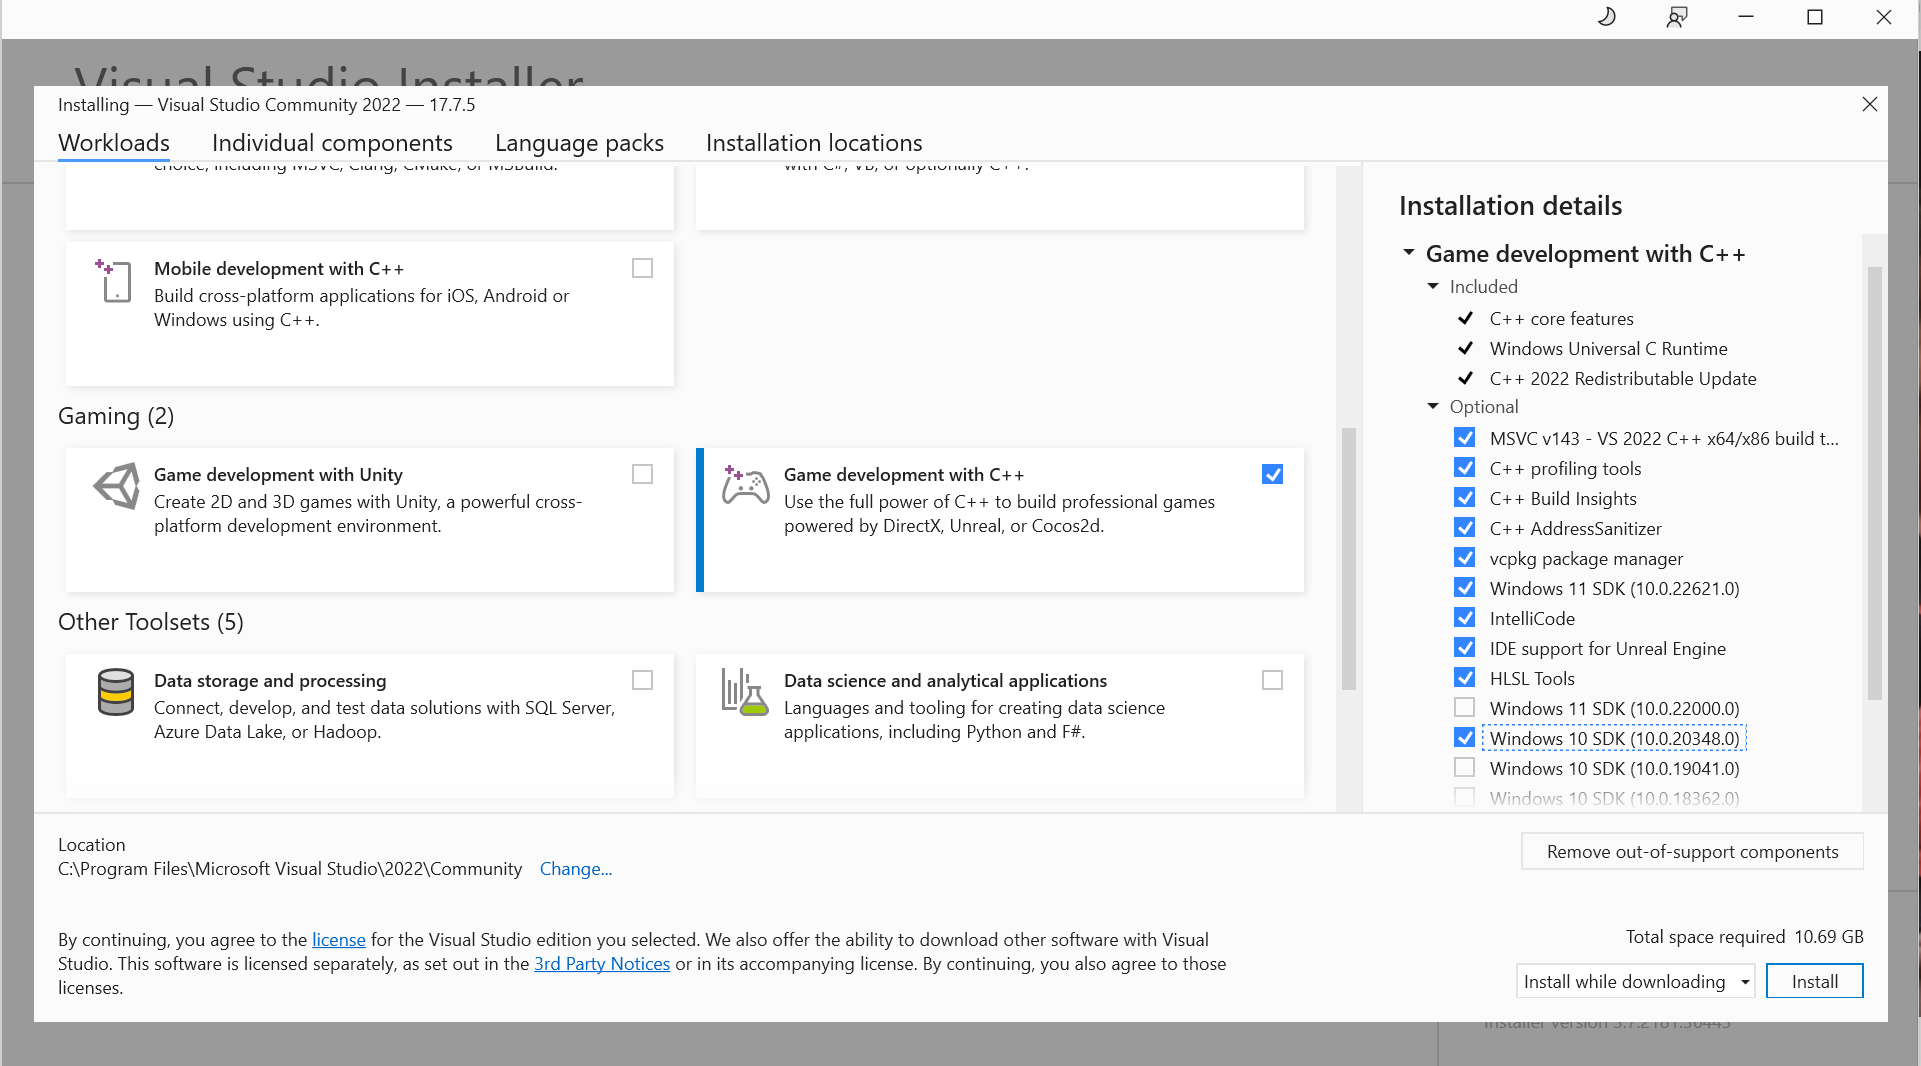 Visual Studio Installer
Installing — Visual Studio Community 2022 — 17.7.5
Workloads
Individual components
Language packs
Installation locations
choice, including MSVC, Clang, CMake, or MSBuild.
with C#, VB, or optionally C++.
Mobile development with C++
Build cross-platform applications for iOS, Android or
Windows using C++.
Gaming (2)
Game development with Unity
Create 2D and 3D games with Unity, a powerful cross-
platform development environment.
Game development with C++
Use the full power of C++ to build professional games
powered by DirectX, Unreal, or Cocos2d.
Other Toolsets (5)
Data storage and processing
Connect, develop, and test data solutions with SQL Server,
Azure Data Lake, or Hadoop.
Data science and analytical applications
Languages and tooling for creating data science
applications, including Python and F#.
Installation details
Game development with C++
Included
C++ core features
Windows Universal C Runtime
C++ 2022 Redistributable Update
Optional
MSVC v143 - VS 2022 C++ x64/x86 build t...
C++ profiling tools
C++ Build Insights
C++ AddressSanitizer
vcpkg package manager
Windows 11 SDK (10.0.22621.0)
IntelliCode
IDE support for Unreal Engine
HLSL Tools
Windows 11 SDK (10.0.22000.0)
Windows 10 SDK (10.0.20348.0)
Windows 10 SDK (10.0.19041.0)
Windows 10 SDK (10.0.18362.0)
Location
C:\Program Files\Microsoft Visual Studio\2022\Community Change...
Remove out-of-support components
By continuing, you agree to the license for the Visual Studio edition you selected. We also offer the ability to download other software with Visual
Studio. This software is licensed separately, as set out in the 3rd Party Notices or in its accompanying license. By continuing, you also agree to those
licenses.
Total space required 10.69 GB
Install while downloading
Install
Installer version